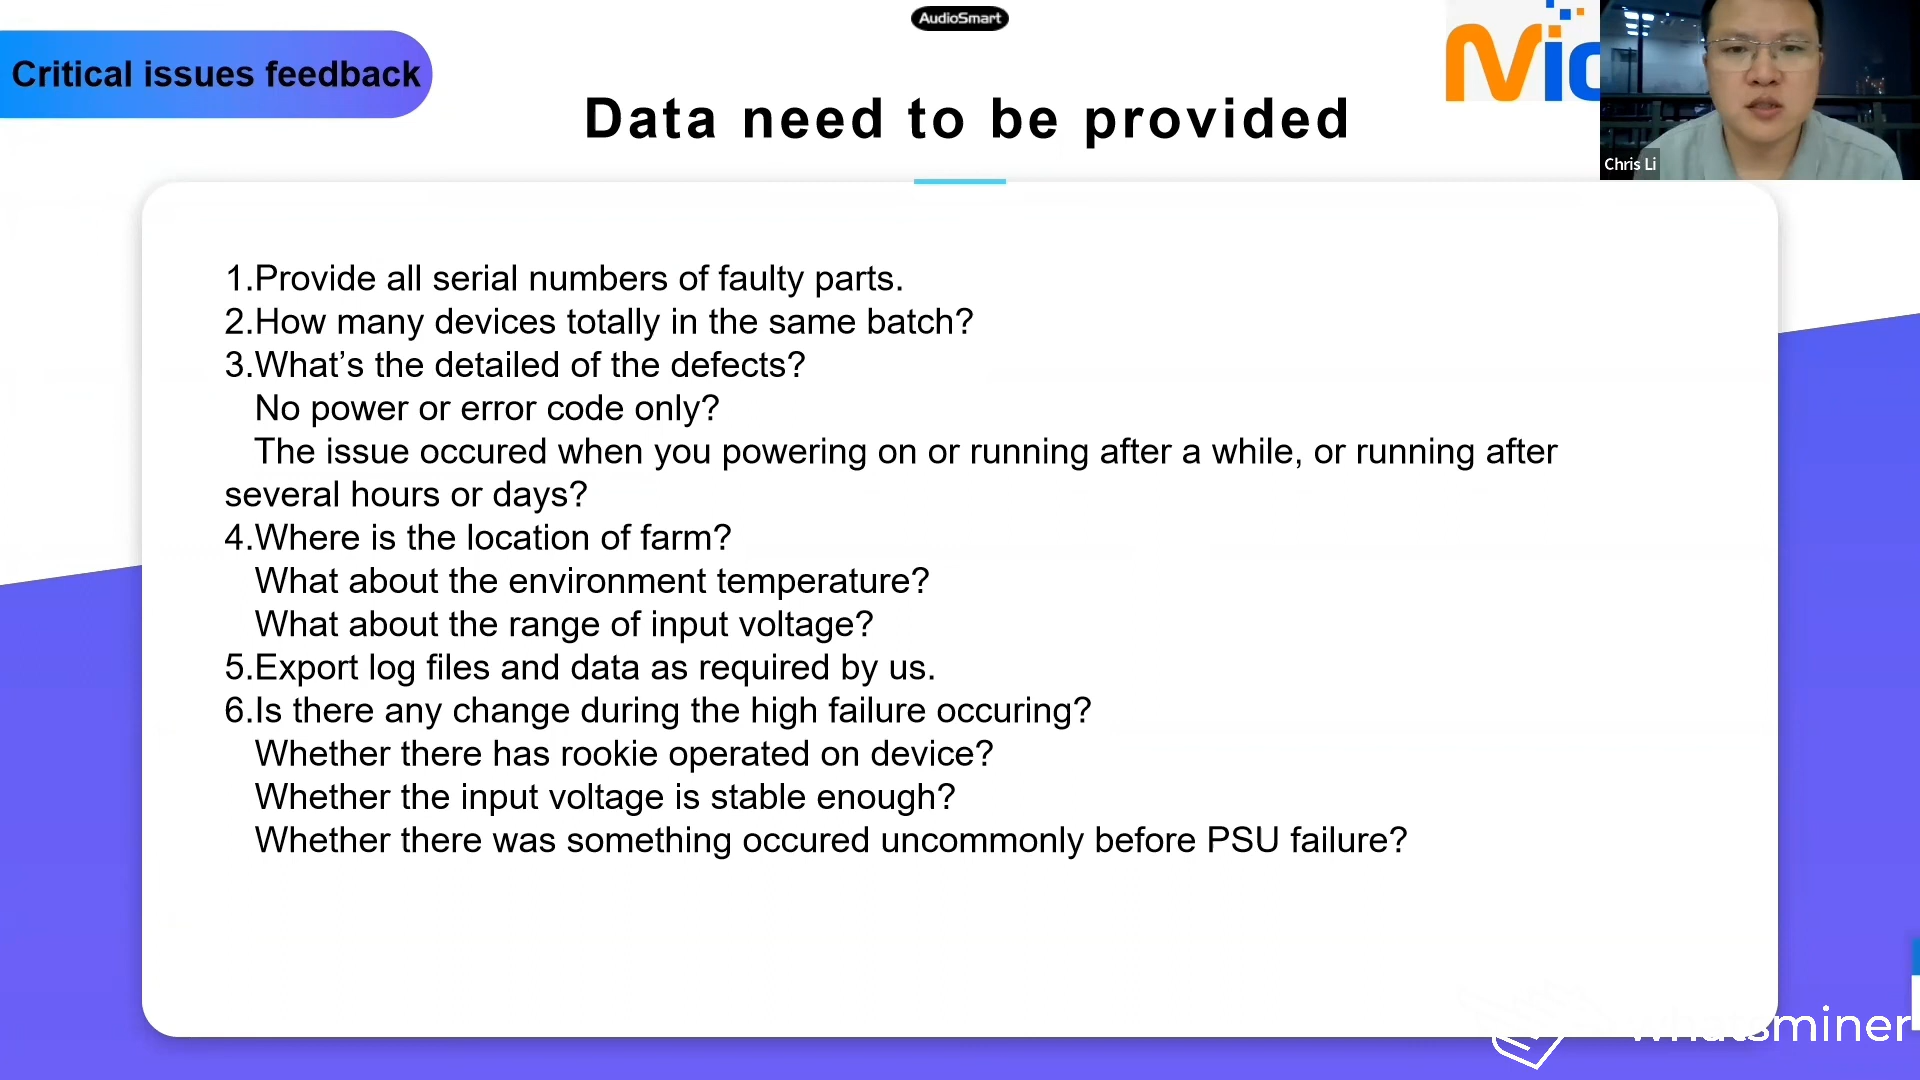 AudioSmart
Critical issues feedback
Data need to be provided
Chris Li
1.Provide all serial numbers of faulty parts.
2.How many devices totally in the same batch?
3.What’s the detailed of the defects?
No power or error code only?
The issue occured when you powering on or running after a while, or running after
several hours or days?
4.Where is the location of farm?
What about the environment temperature?
What about the range of input voltage?
5.Export log files and data as required by us.
6.Is there any change during the high failure occuring?
Whether there has rookie operated on device?
Whether the input voltage is stable enough?
Whether there was something occured uncommonly before PSU failure?
whatsminer